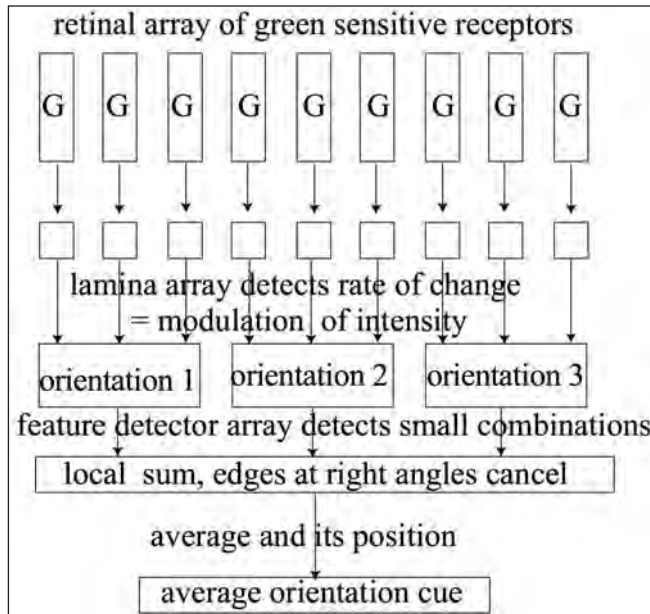 retinal array of green sensitive receptors
G G G G G G G G G
lamina array detects rate of change
= modulation of intensity
orientation 1 orientation 2 orientation 3
feature detector array detects small combinations
local sum, edges at right angles cancel
average and its position
average orientation cue